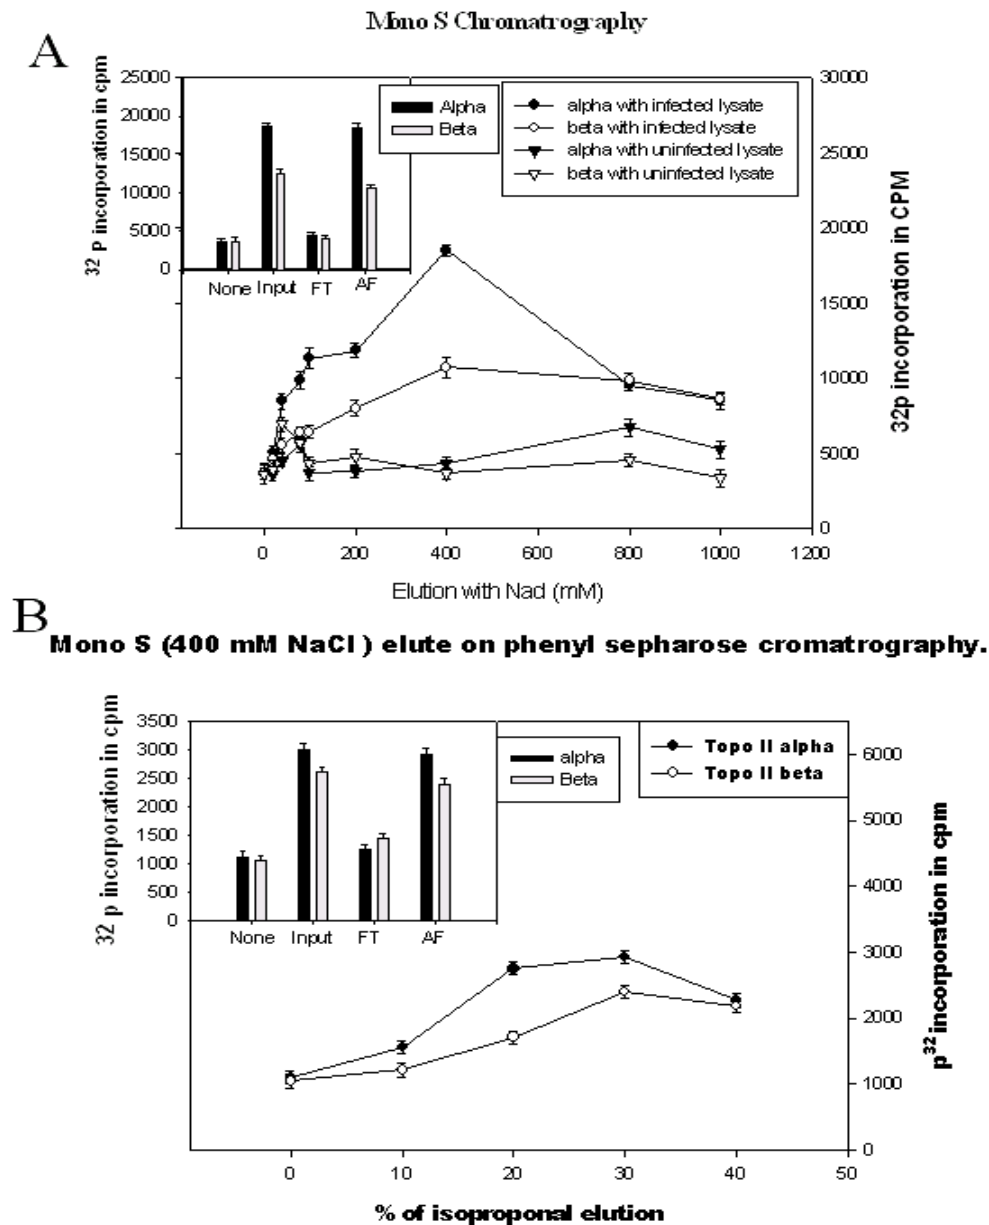 Mono S Chromatrography
A
32 p incorporation in cpm
25000
20000
15000
10000
5000
0
Alpha
Beta
None Input FT AF
alpha with infected lysate
beta with infected lysate
alpha with uninfected lysate
beta with uninfected lysate
30000
25000
20000
15000
10000
5000
0
32p incorporation in CPM
0 200 400 600 800 1000 1200
Elution with Nacl (mM)
B
Mono S (400 mM NaCl ) elute on phenyl sepharose cromatrography.
32 p incorporation in cpm
3500
3000
2500
2000
1500
1000
500
0
alpha
Beta
None Input FT AF
Topo II alpha
Topo II beta
6000
5000
4000
3000
2000
1000
0
p32 incorporation in cpm
0 10 20 30 40 50
% of isoproponal elution